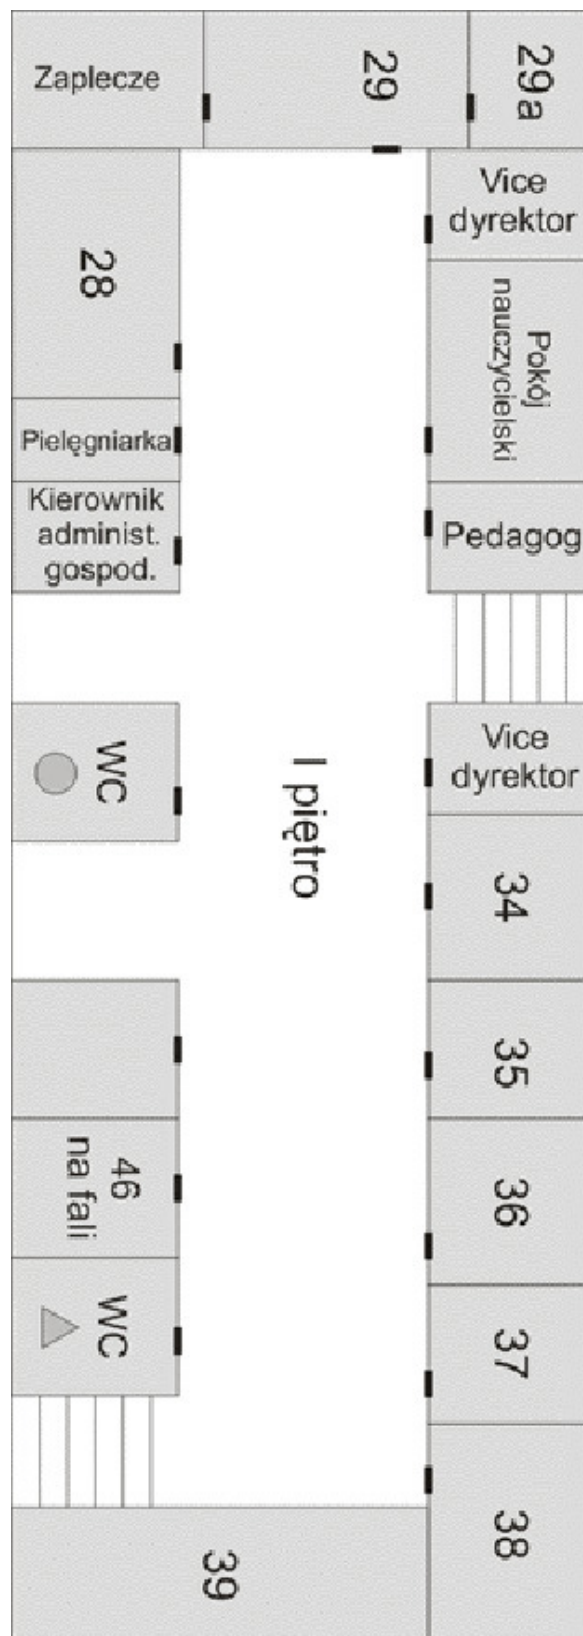 Zaplecze
29
29a
28
Vice
dyrektor
Pokój
nauczycielski
Pielęgniarka
Kierownik
administ.
gospod.
Pedagog
WC
I piętro
Vice
dyrektor
34
35
46
na fali
36
WC
37
38
39